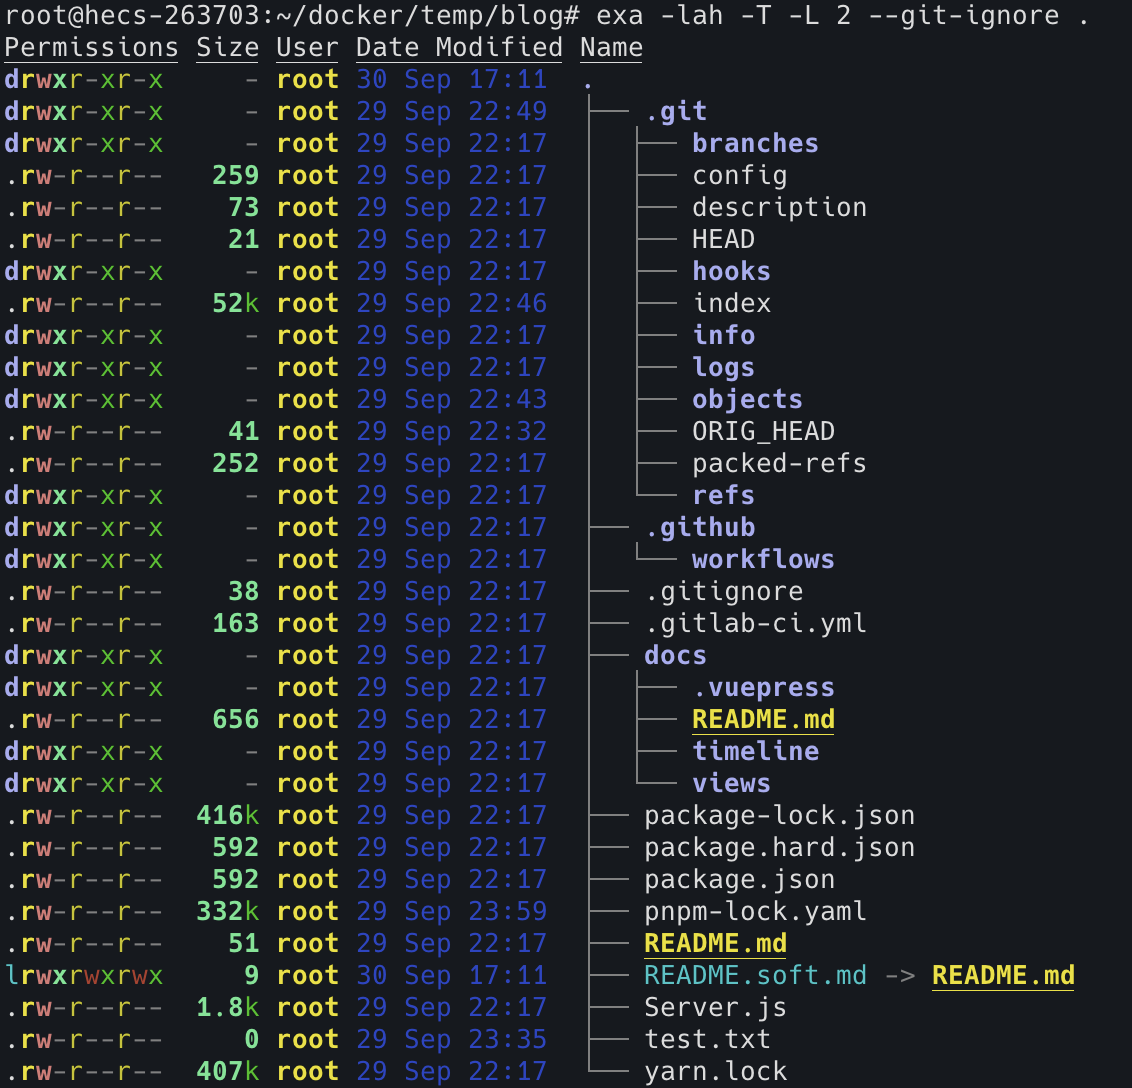 root@hecs-263703:~/docker/temp/blog# exa -lah -T -L 2 --git-ignore .
Permissions Size User Date Modified Name
drwxr-xr-x     - root 30 Sep 17:11  .
drwxr-xr-x     - root 29 Sep 22:49  ├── .git
drwxr-xr-x     - root 29 Sep 22:17  │  ├── branches
.rw-r--r--   259 root 29 Sep 22:17  │  ├── config
.rw-r--r--    73 root 29 Sep 22:17  │  ├── description
.rw-r--r--    21 root 29 Sep 22:17  │  ├── HEAD
drwxr-xr-x     - root 29 Sep 22:17  │  ├── hooks
.rw-r--r--   52k root 29 Sep 22:46  │  ├── index
drwxr-xr-x     - root 29 Sep 22:17  │  ├── info
drwxr-xr-x     - root 29 Sep 22:17  │  ├── logs
drwxr-xr-x     - root 29 Sep 22:43  │  ├── objects
.rw-r--r--    41 root 29 Sep 22:32  │  ├── ORIG_HEAD
.rw-r--r--   252 root 29 Sep 22:17  │  ├── packed-refs
drwxr-xr-x     - root 29 Sep 22:17  │  └── refs
drwxr-xr-x     - root 29 Sep 22:17  ├── .github
drwxr-xr-x     - root 29 Sep 22:17  │  └── workflows
.rw-r--r--    38 root 29 Sep 22:17  ├── .gitignore
.rw-r--r--   163 root 29 Sep 22:17  ├── .gitlab-ci.yml
drwxr-xr-x     - root 29 Sep 22:17  ├── docs
drwxr-xr-x     - root 29 Sep 22:17  │  ├── .vuepress
.rw-r--r--   656 root 29 Sep 22:17  │  ├── README.md
drwxr-xr-x     - root 29 Sep 22:17  │  ├── timeline
drwxr-xr-x     - root 29 Sep 22:17  │  └── views
.rw-r--r--  416k root 29 Sep 22:17  ├── package-lock.json
.rw-r--r--   592 root 29 Sep 22:17  ├── package.hard.json
.rw-r--r--   592 root 29 Sep 22:17  ├── package.json
.rw-r--r--  332k root 29 Sep 23:59  ├── pnpm-lock.yaml
.rw-r--r--    51 root 29 Sep 22:17  ├── README.md
lrwxrwxrwx     9 root 30 Sep 17:11  ├── README.soft.md -> README.md
.rw-r--r--  1.8k root 29 Sep 22:17  ├── Server.js
.rw-r--r--     0 root 29 Sep 23:35  ├── test.txt
.rw-r--r--  407k root 29 Sep 22:17  └── yarn.lock